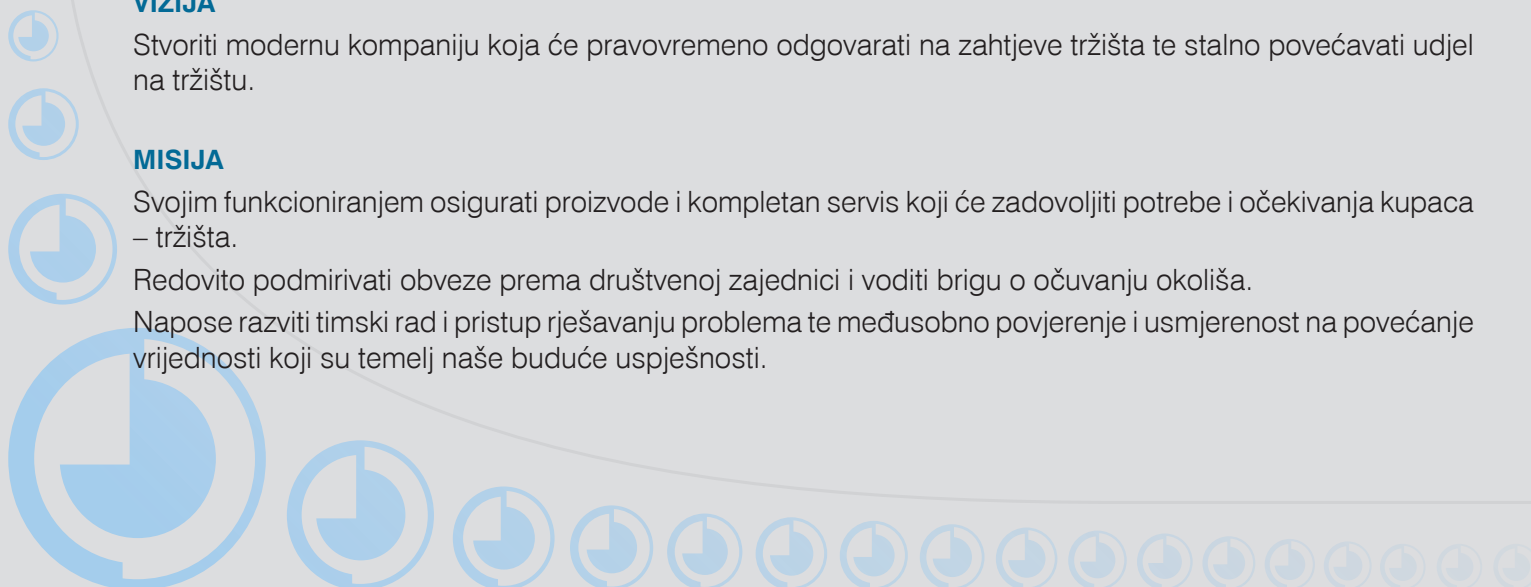 VIZIJA
Stvoriti modernu kompaniju koja će pravovremeno odgovarati na zahtjeve tržišta te stalno povećavati udjel
na tržištu.
MISIJA
Svojim funkcioniranjem osigurati proizvode i kompletan servis koji će zadovoljiti potrebe i očekivanja kupaca
– tržišta.
Redovito podmirivati obveze prema društvenoj zajednici i voditi brigu o očuvanju okoliša.
Napose razviti timski rad i pristup rješavanju problema te međusobno povjerenje i usmjerenost na povećanje
vrijednosti koji su temelj naše buduće uspješnosti.